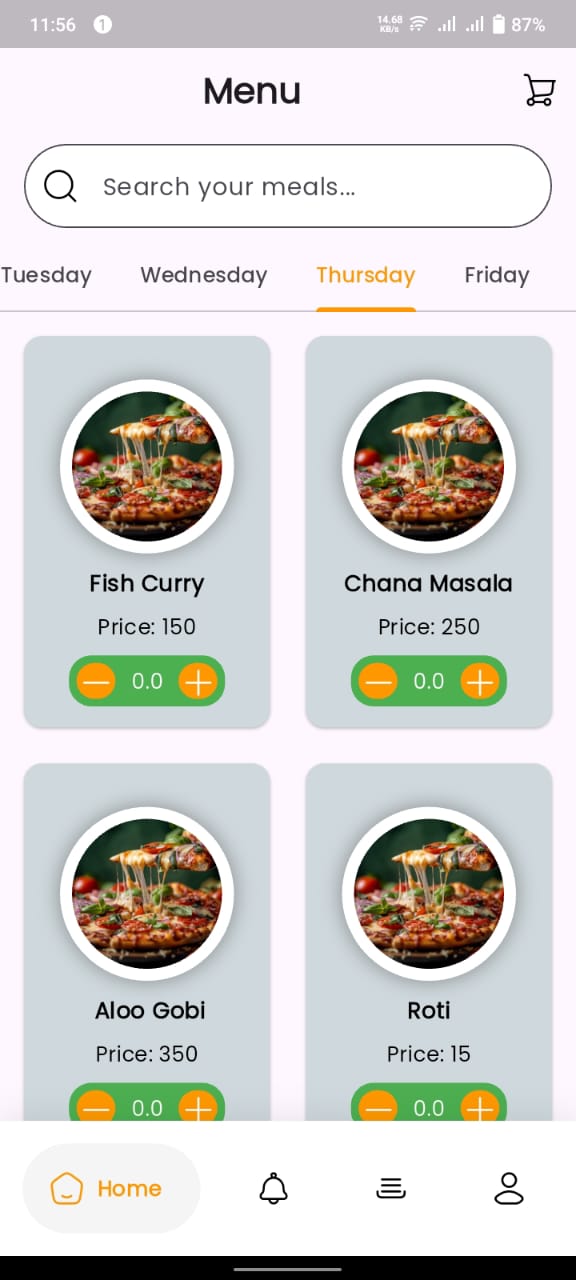 11:56 1 14.68 KB/s 87%
Menu
Search your meals...
Tuesday Wednesday Thursday Friday
Fish Curry Chana Masala
Price: 150 Price: 250
0.0 0.0
Aloo Gobi Roti
Price: 350 Price: 15
0.0 0.0
Home